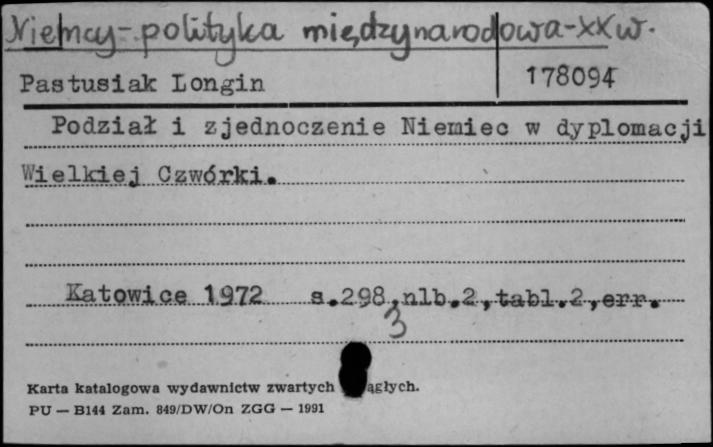 Niemcy - polityka międzynarodowa - XX w.
Pastusiak Longin 178094
Podział i zjednoczenie Niemiec w dyplomacji
Wielkiej Czwórki.
Katowice 1972 s.298,nlb.2,tabl.2,err.
3
Karta katalogowa wydawnictw zwartych ągłych.
PU — B144 Zam. 849/DW/On ZGG — 1991